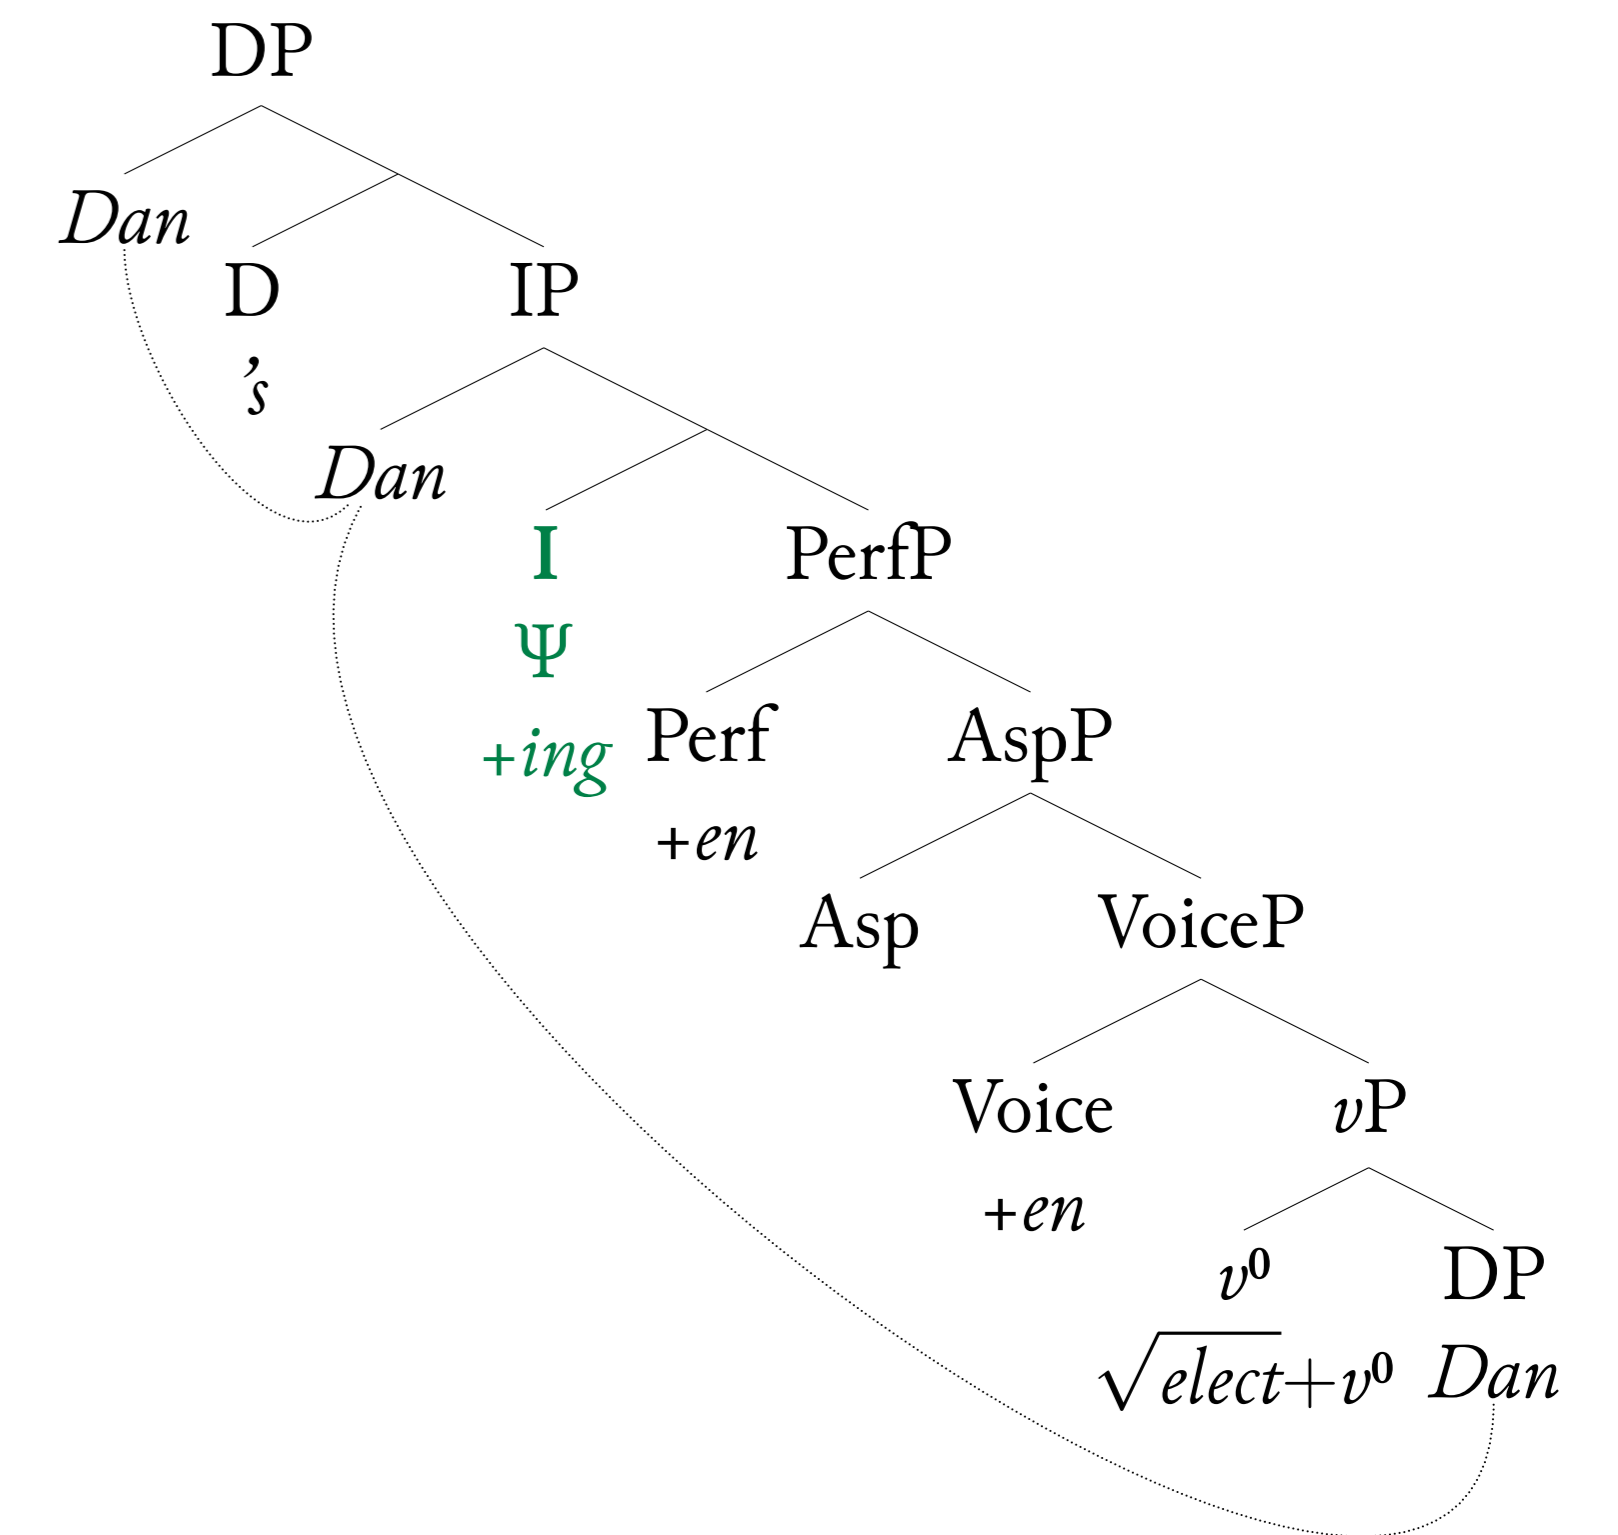 DP
Dan
D
IP
’s
Dan
I
PerfP
Ψ
+ing
Perf
AspP
+en
Asp
VoiceP
Voice
vP
+en
v⁰
DP
√elect+v⁰
Dan